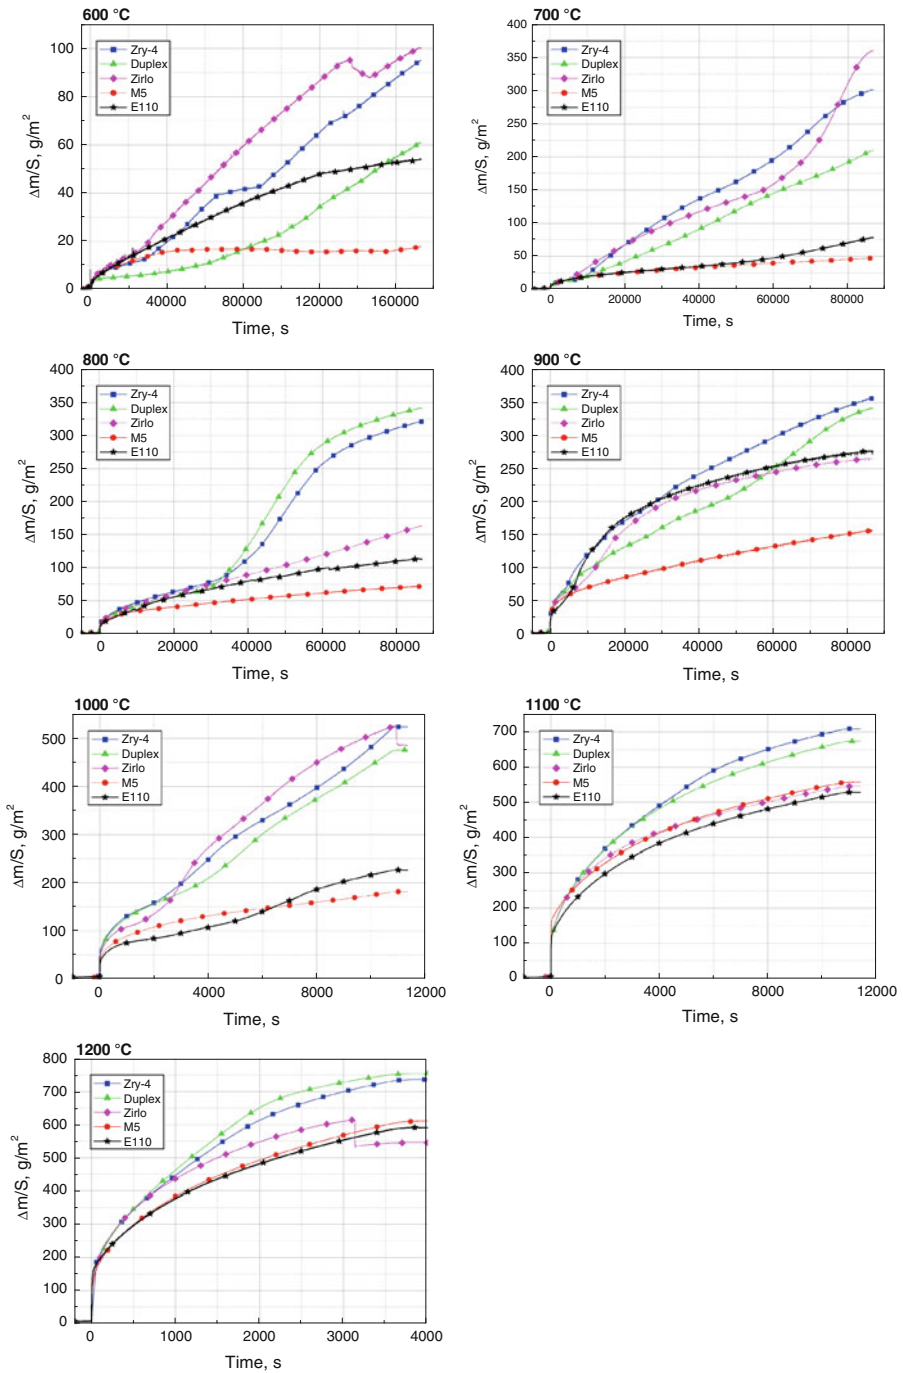 600 °C
Zry-4
Duplex
Zirlo
M5
E110
Δm/S, g/m²
100
80
60
40
20
0
0 40000 80000 120000 160000
Time, s
700 °C
Zry-4
Duplex
Zirlo
M5
E110
Δm/S, g/m²
400
350
300
250
200
150
100
50
0
0 20000 40000 60000 80000
Time, s
800 °C
Zry-4
Duplex
Zirlo
M5
E110
Δm/S, g/m²
400
350
300
250
200
150
100
50
0
0 20000 40000 60000 80000
Time, s
900 °C
Zry-4
Duplex
Zirlo
M5
E110
Δm/S, g/m²
400
350
300
250
200
150
100
50
0
0 20000 40000 60000 80000
Time, s
1000 °C
Zry-4
Duplex
Zirlo
M5
E110
Δm/S, g/m²
500
400
300
200
100
0
0 4000 8000 12000
Time, s
1100 °C
Zry-4
Duplex
Zirlo
M5
E110
Δm/S, g/m²
700
600
500
400
300
200
100
0
0 4000 8000 12000
Time, s
1200 °C
Zry-4
Duplex
Zirlo
M5
E110
Δm/S, g/m²
800
700
600
500
400
300
200
100
0
0 1000 2000 3000 4000
Time, s